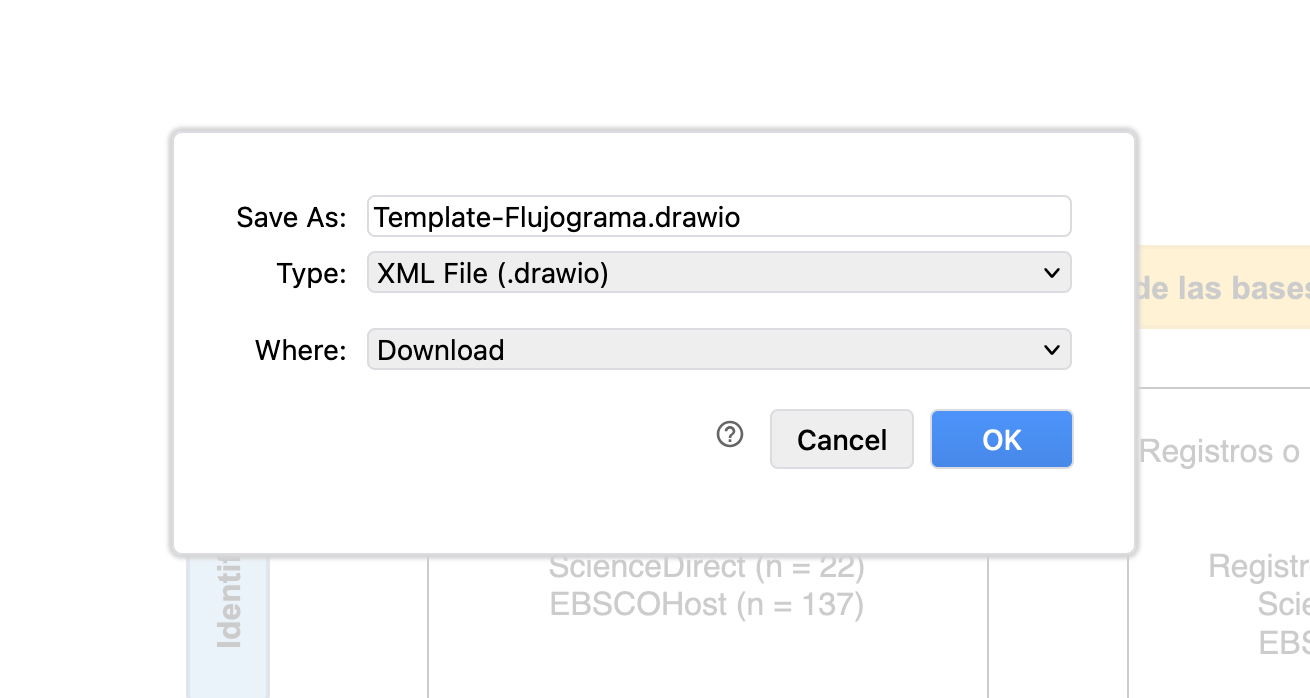 Save As: Template-Flujograma.drawio
Type: XML File (.drawio)
Where: Download
Cancel OK
de las bases
Registros o
Identif
ScienceDirect (n = 22)
EBSCOHost (n = 137)
Registr
Scie
EBS